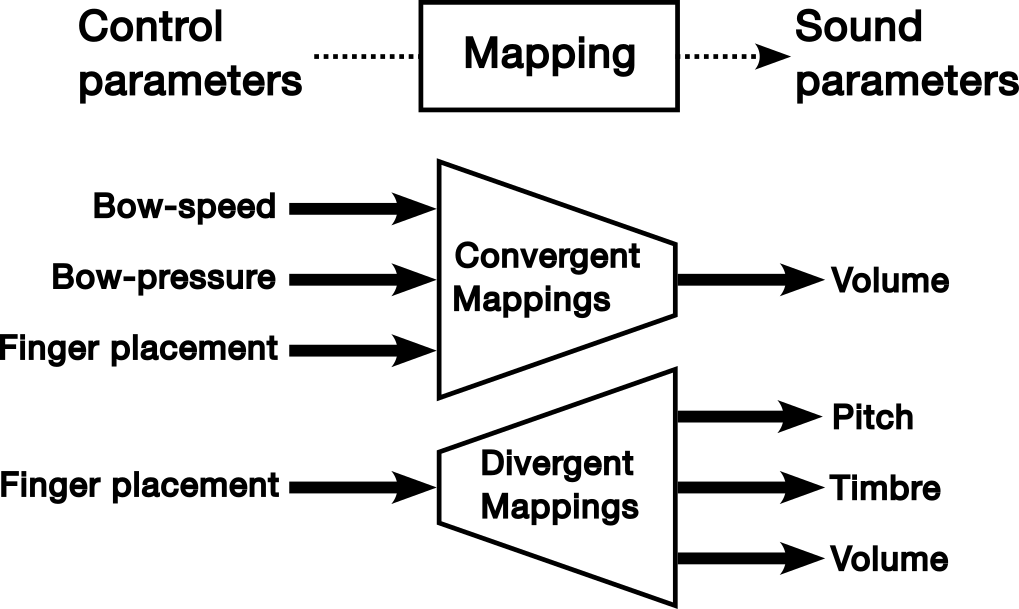 Control
parameters
Mapping
Sound
parameters
Bow-speed
Bow-pressure
Finger placement
Convergent
Mappings
Volume
Finger placement
Divergent
Mappings
Pitch
Timbre
Volume